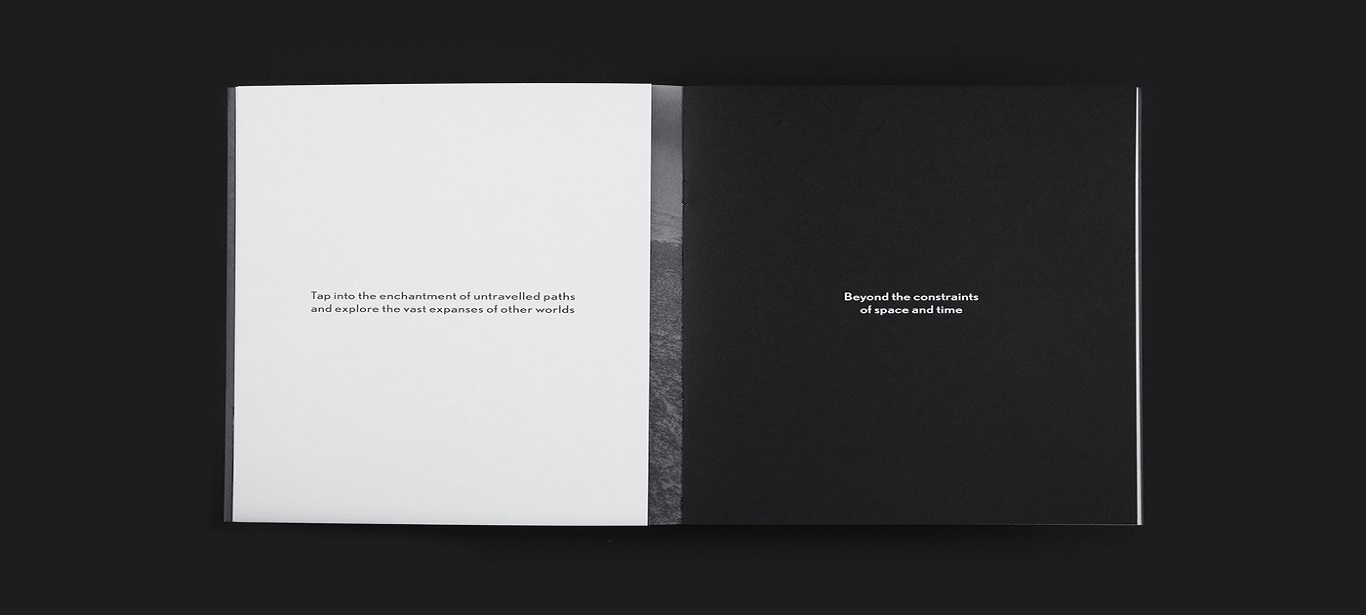 Tap into the enchantment of untravelled paths
and explore the vast expanses of other worlds
Beyond the constraints
of space and time